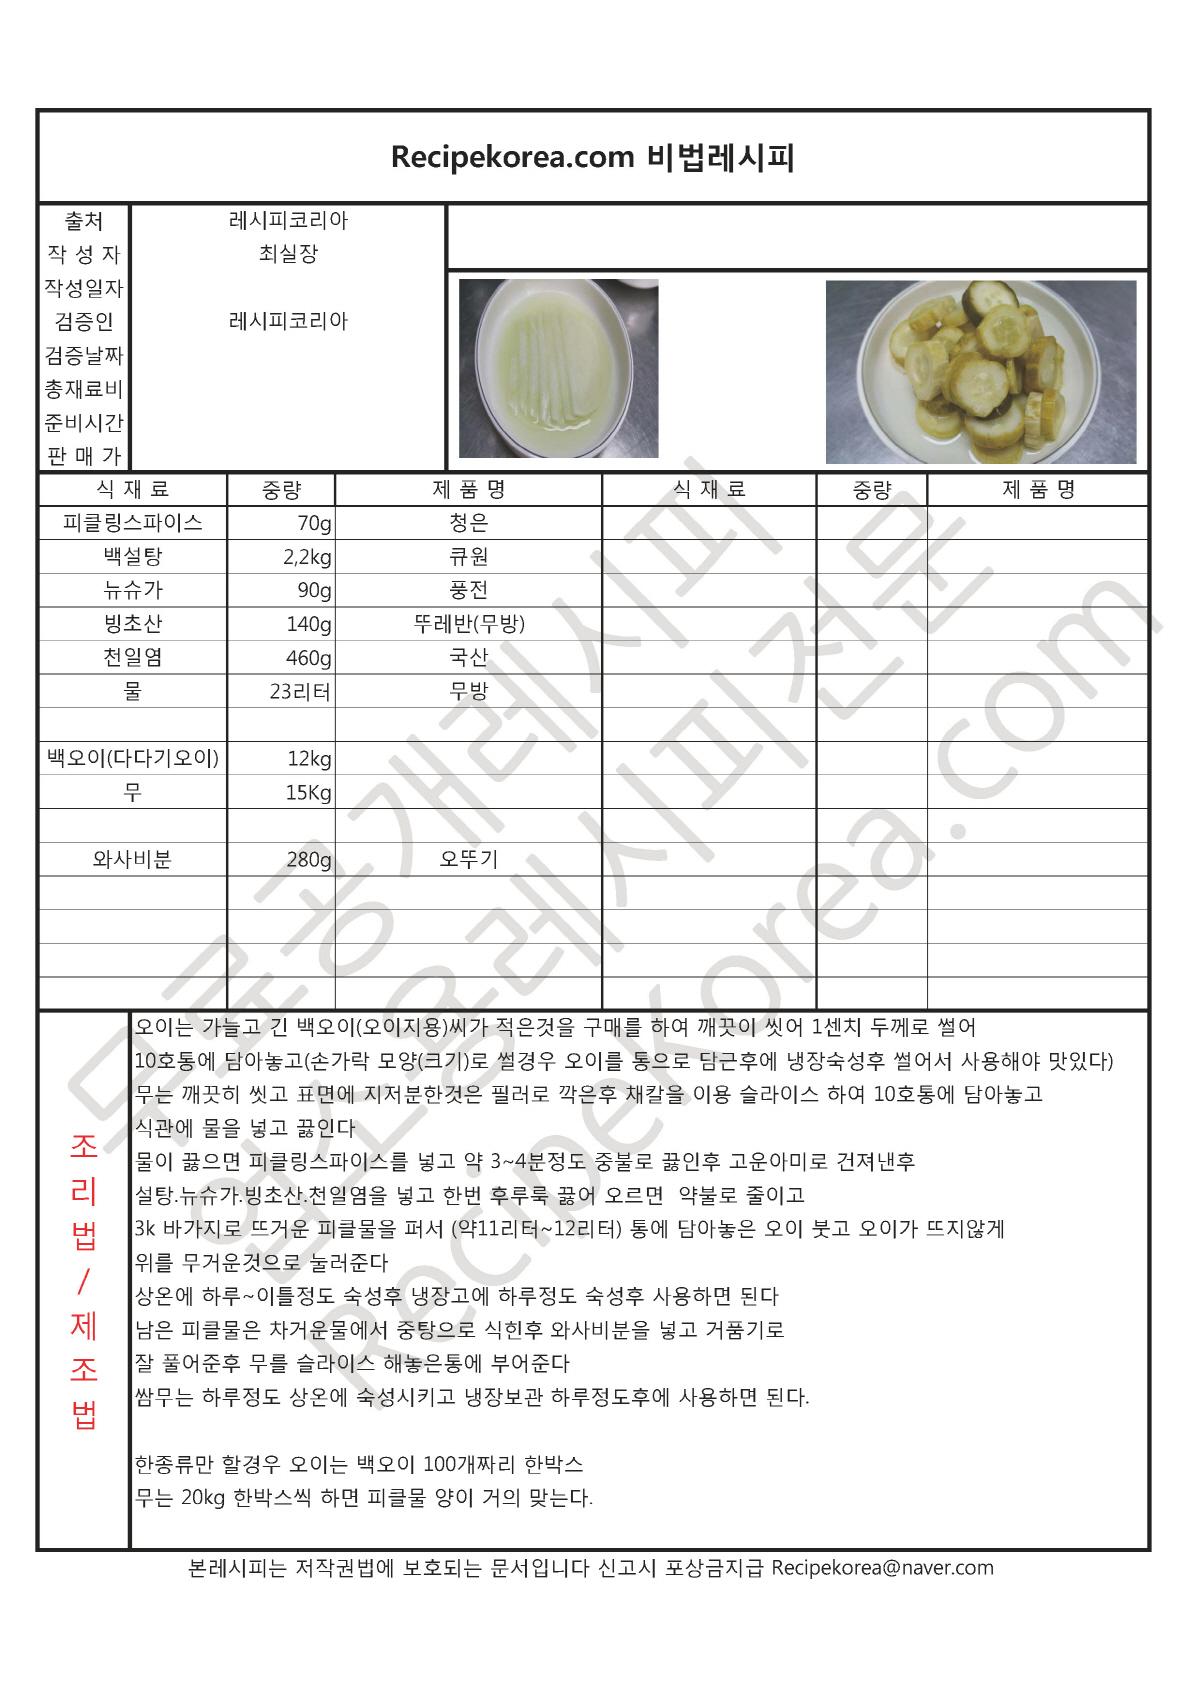 Recipekorea.com 비법레시피
출처 레시피코리아
작 성 자 최실장
작성일자
검증인 레시피코리아
검증날짜
총재료비
준비시간
판 매 가
식 재 료 중량 제 품 명 식 재 료 중량 제 품 명
피클링스파이스 70g 청은
백설탕 2,2kg 큐원
뉴슈가 90g 풍전
빙초산 140g 뚜레반(무방)
천일염 460g 국산
물 23리터 무방
백오이(다다기오이) 12kg
무 15Kg
와사비분 280g 오뚜기
조리법/제조법
오이는 가늘고 긴 백오이(오이지용)씨가 적은것을 구매를 하여 깨끗이 씻어 1센치 두께로 썰어
10호통에 담아놓고(손가락 모양(크기)로 썰경우 오이를 통으로 담근후에 냉장숙성후 썰어서 사용해야 맛있다)
무는 깨끗히 씻고 표면에 지저분한것은 필러로 깍은후 채칼을 이용 슬라이스 하여 10호통에 담아놓고
식관에 물을 넣고 끓인다
물이 끓으면 피클링스파이스를 넣고 약 3~4분정도 중불로 끓인후 고운아미로 건져낸후
설탕.뉴슈가.빙초산.천일염을 넣고 한번 후루룩 끓어 오르면 약불로 줄이고
3k 바가지로 뜨거운 피클물을 퍼서 (약11리터~12리터) 통에 담아놓은 오이 붓고 오이가 뜨지않게
위를 무거운것으로 눌러준다
상온에 하루~이틀정도 숙성후 냉장고에 하루정도 숙성후 사용하면 된다
남은 피클물은 차거운물에서 중탕으로 식힌후 와사비분을 넣고 거품기로
잘 풀어준후 무를 슬라이스 해놓은통에 부어준다
쌈무는 하루정도 상온에 숙성시키고 냉장보관 하루정도후에 사용하면 된다.
한종류만 할경우 오이는 백오이 100개짜리 한박스
무는 20kg 한박스씩 하면 피클물 양이 거의 맞는다.
본레시피는 저작권법에 보호되는 문서입니다 신고시 포상금지급 Recipekorea@naver.com
무료공개레시피
업소용레시피전문
Recipekorea.com